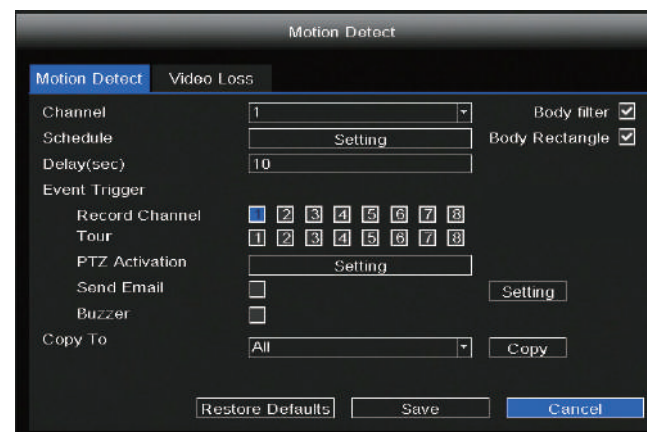 Motion Detect
Motion Detect Video Loss
Channel 1 Body filter
Schedule Setting Body Rectangle
Delay(sec) 10
Event Trigger
Record Channel 1 2 3 4 5 6 7 8
Tour 1 2 3 4 5 6 7 8
PTZ Activation Setting
Send Email Setting
Buzzer
Copy To All Copy
Restore Defaults Save Cancel